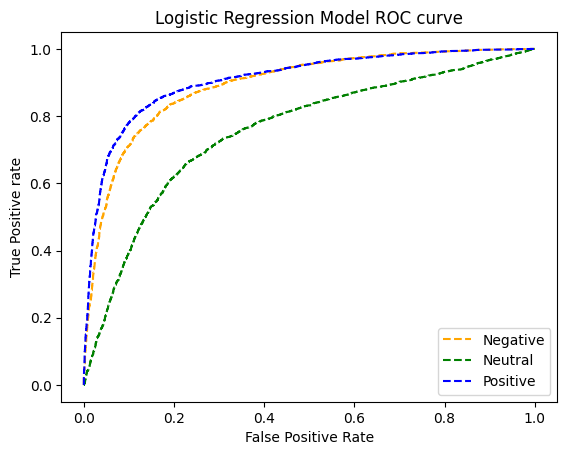 Logistic Regression Model ROC curve
True Positive rate
1.0
0.8
0.6
0.4
0.2
0.0
Negative
Neutral
Positive
0.0 0.2 0.4 0.6 0.8 1.0
False Positive Rate